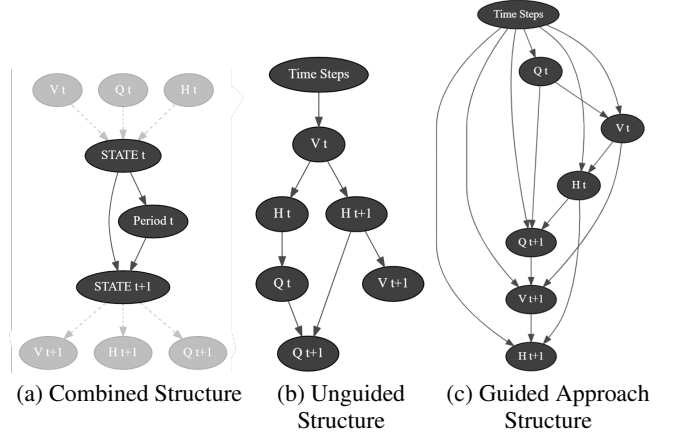 V t
Q t
H t
STATE t
Period t
STATE t+1
V t+1
H t+1
Q t+1
(a) Combined Structure
Time Steps
V t
H t
H t+1
Q t
V t+1
Q t+1
(b) Unguided
Structure
Time Steps
Q t
V t
H t
Q t+1
V t+1
H t+1
(c) Guided Approach
Structure